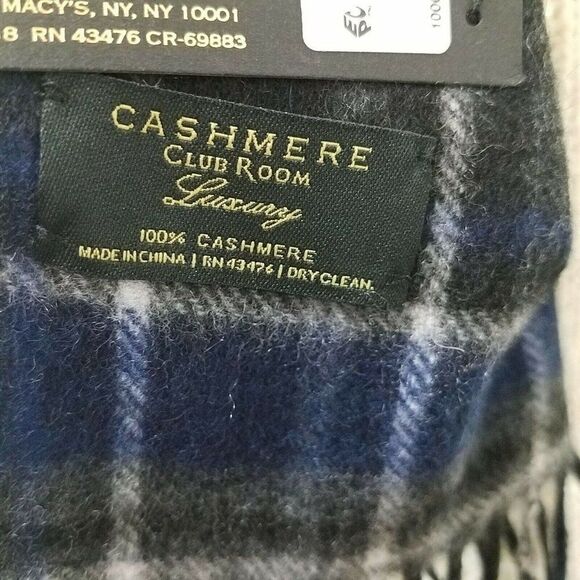 MACY'S, NY, NY 10001
8 RN 43476 CR-69883
CASHMERE
CLUB ROOM
Luxury
100% CASHMERE
MADE IN CHINA | RN 43476 | DRY CLEAN.